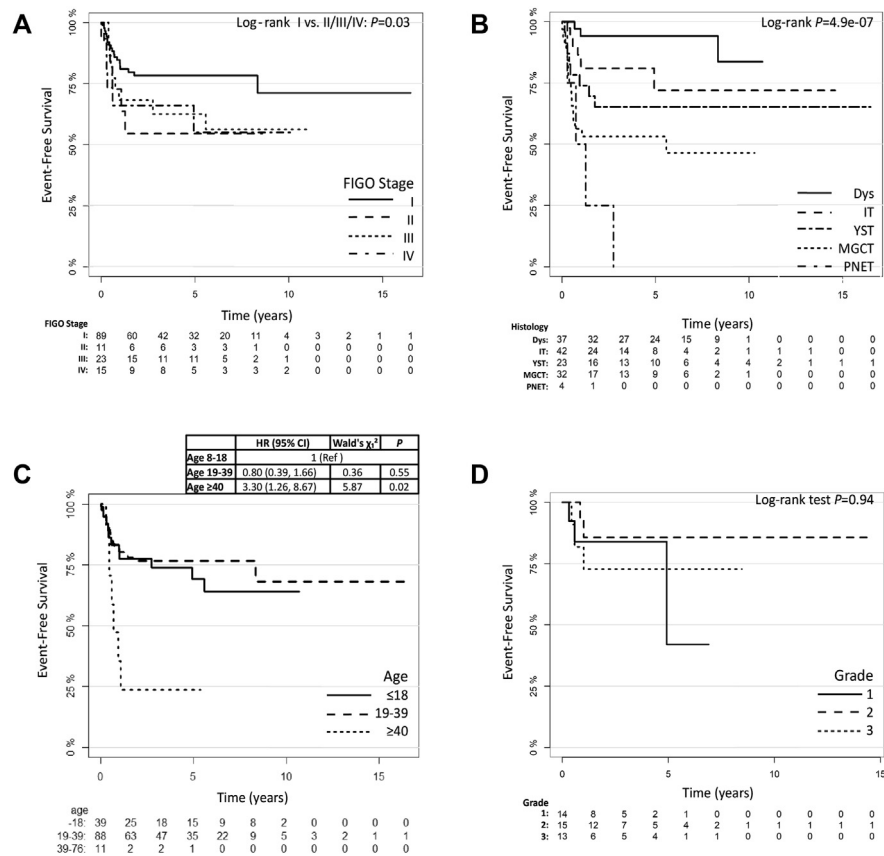 A
Log-rank I vs. II/III/IV: P=0.03
Event-Free Survival
100 %
75 %
50 %
25 %
0 %
FIGO Stage
I
II
III
IV
0 5 10 15
Time (years)
FIGO Stage
I: 89 60 42 32 20 11 4 3 2 1 1
II: 11 6 6 3 3 1 0 0 0 0 0
III: 23 15 11 11 5 2 1 0 0 0 0
IV: 15 9 8 5 3 3 2 0 0 0 0
B
Log-rank P=4.9e-07
Event-Free Survival
100 %
75 %
50 %
25 %
0 %
Dys
IT
YST
MGCT
PNET
0 5 10 15
Time (years)
Histology
Dys: 37 32 27 24 15 9 1 0 0 0 0
IT: 42 24 14 8 4 2 1 1 1 0 0
YST: 23 16 13 10 6 4 4 2 1 1 1
MGCT: 32 17 13 9 6 2 1 0 0 0 0
PNET: 4 1 0 0 0 0 0 0 0 0 0
C
HR (95% CI) Wald's χ₁² P
Age 8-18 1 (Ref )
Age 19-39 0.80 (0.39, 1.66) 0.36 0.55
Age ≥40 3.30 (1.26, 8.67) 5.87 0.02
Event-Free Survival
100 %
75 %
50 %
25 %
0 %
Age
≤18
19-39
≥40
0 5 10 15
Time (years)
age
-18: 39 25 18 15 9 8 2 0 0 0 0
19-39: 88 63 47 35 22 9 5 3 2 1 1
39-76: 11 2 2 1 0 0 0 0 0 0 0
D
Log-rank test P=0.94
Event-Free Survival
100 %
75 %
50 %
25 %
0 %
Grade
1
2
3
0 5 10 15
Time (years)
Grade
1: 14 8 5 2 1 0 0 0 0 0 0
2: 15 12 7 5 4 2 1 1 1 1 0
3: 13 6 5 4 1 1 0 0 0 0 0